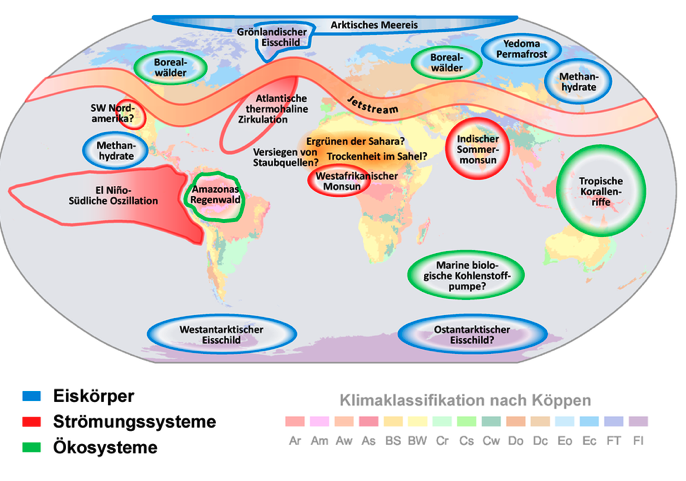 Arktisches Meereis
Grönlandischer
Eisschild
Yedoma
Permafrost
Boreal-
wälder
Boreal-
wälder
Methan-
hydrate
Jetstream
Atlantische
thermohaline
Zirkulation
SW Nord-
amerika?
Methan-
hydrate
Ergrünen der Sahara?
Versiegen von
Staubquellen?
Trockenheit im Sahel?
Indischer
Sommer-
monsun
Westafrikanischer
Monsun
El Niño-
Südliche Oszillation
Amazonas
Regenwald
Tropische
Korallen-
riffe
Marine biolo-
gische Kohlenstoff-
pumpe?
Westantarktischer
Eisschild
Ostantarktischer
Eisschild?
Eiskörper
Strömungssysteme
Ökosysteme
Klimaklassifikation nach Köppen
Ar Am Aw As BS BW Cr Cs Cw Do Dc Eo Ec FT FI